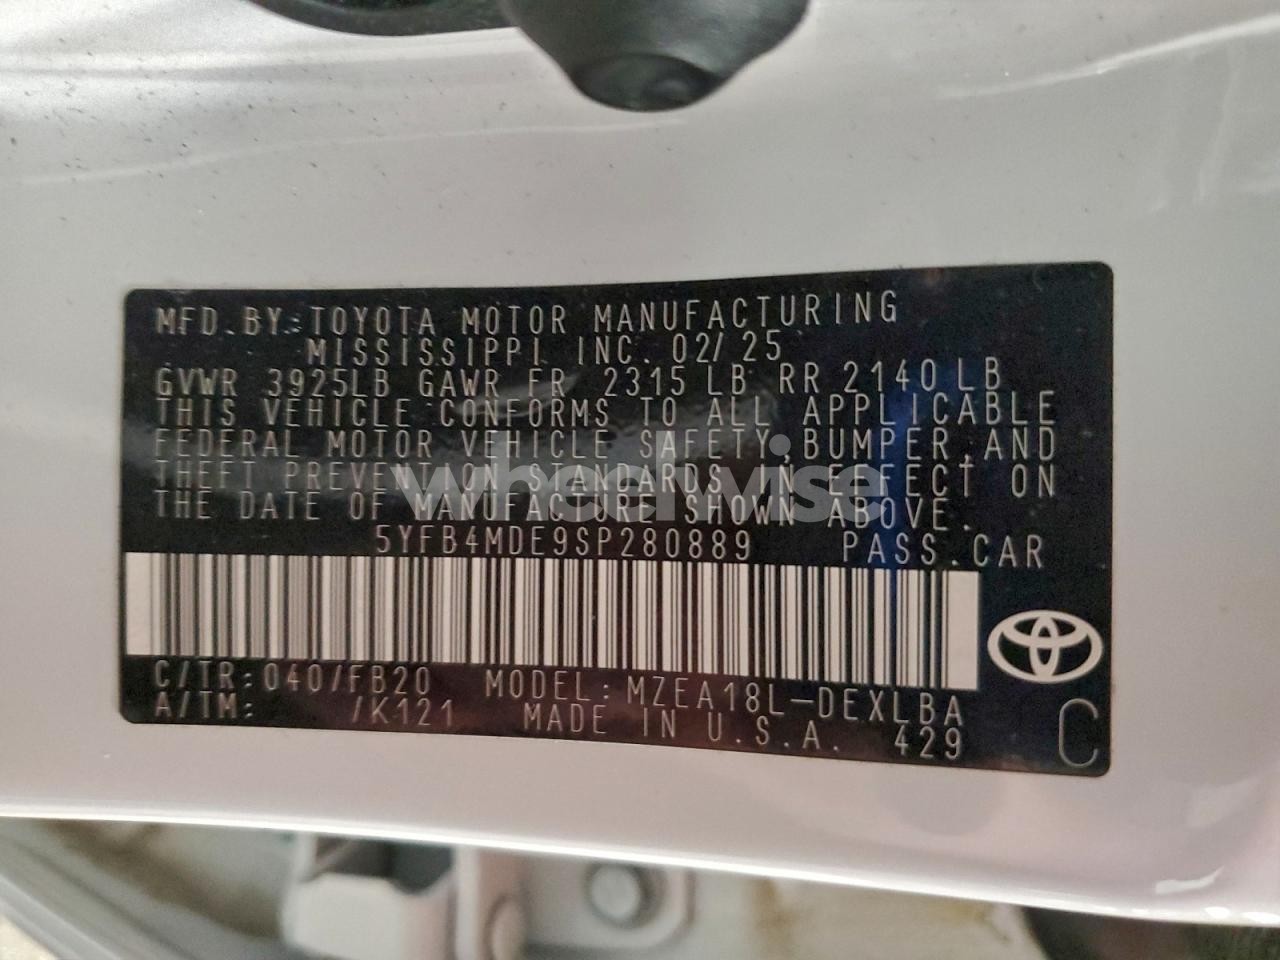 MFD.BY:TOYOTA MOTOR MANUFACTURING
MISSISSIPPI INC. 02/25
GVWR 3925LB GAWR FR 2315LB RR 2140LB
THIS VEHICLE CONFORMS TO ALL APPLICABLE
FEDERAL MOTOR VEHICLE SAFETY,BUMPER,AND
THEFT PREVENTION STANDARDS IN EFFECT ON
THE DATE OF MANUFACTURE SHOWN ABOVE.
5YFB4MDE9SP280889 PASS.CAR
C/TR:040/FB20 MODEL:MZEA18L-DEXLBA
A/TM: /K121 MADE IN U.S.A. 429
C
wheelwise